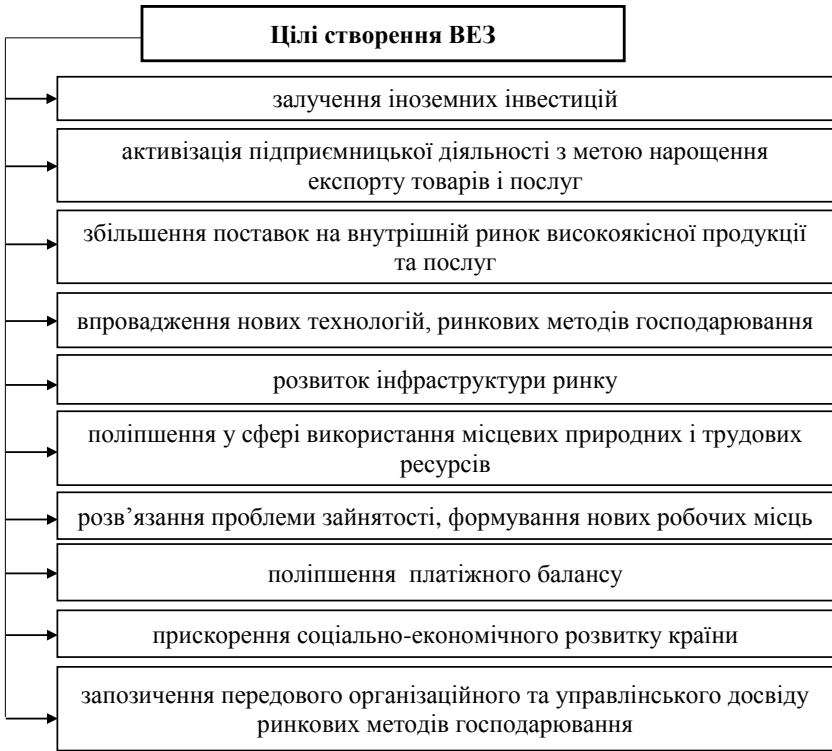 Цілі створення ВЕЗ
залучення іноземних інвестицій
активізація підприємницької діяльності з метою нарощення
експорту товарів і послуг
збільшення поставок на внутрішній ринок високоякісної продукції
та послуг
впровадження нових технологій, ринкових методів господарювання
розвиток інфраструктури ринку
поліпшення у сфері використання місцевих природних і трудових
ресурсів
розв’язання проблеми зайнятості, формування нових робочих місць
поліпшення платіжного балансу
прискорення соціально-економічного розвитку країни
запозичення передового організаційного та управлінського досвіду
ринкових методів господарювання